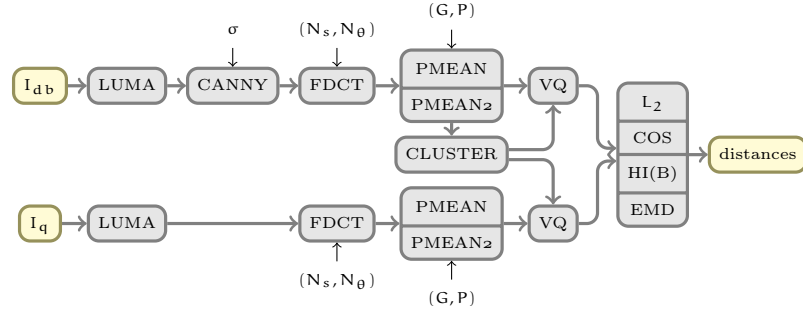 (G, P)
σ
(N_s, N_θ)
I_db
LUMA
CANNY
FDCT
PMEAN
PMEAN2
VQ
L_2
COS
HI(B)
EMD
distances
CLUSTER
I_q
LUMA
FDCT
PMEAN
PMEAN2
VQ
(N_s, N_θ)
(G, P)